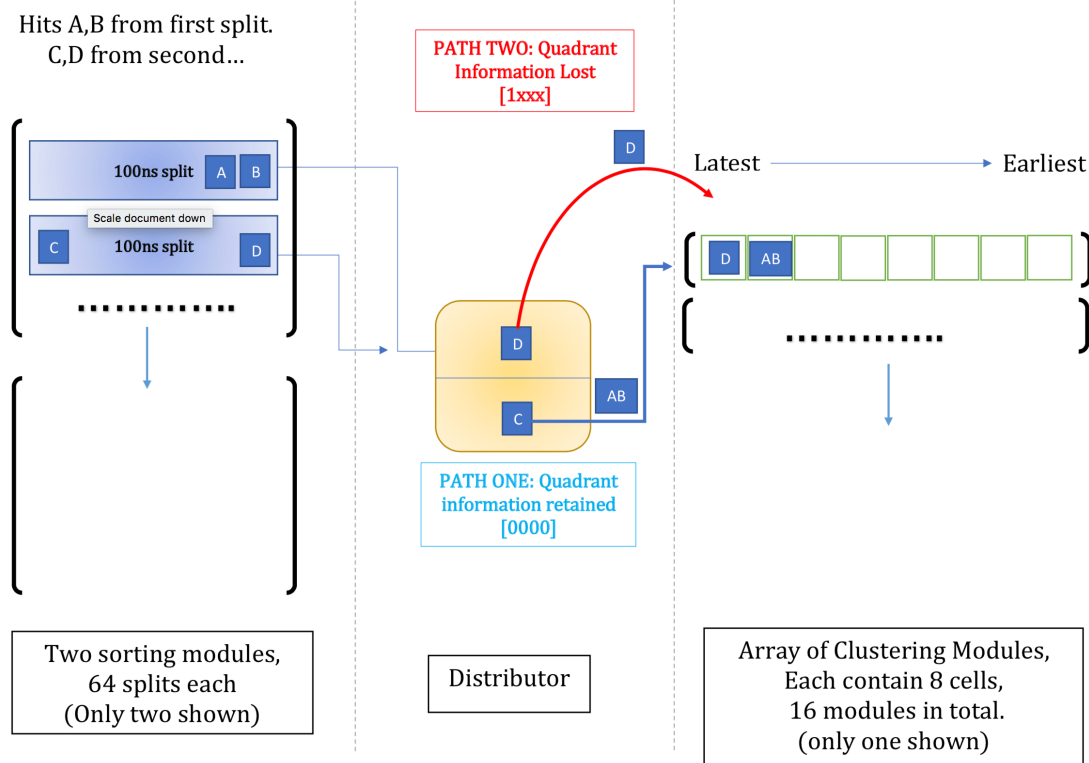 Hits A,B from first split.
C,D from second...
100ns split
A
B
Scale document down
C
100ns split
D
Two sorting modules,
64 splits each
(Only two shown)
PATH TWO: Quadrant
Information Lost
[1xxx]
D
D
C
AB
PATH ONE: Quadrant
information retained
[0000]
Distributor
Latest
Earliest
D
AB
Array of Clustering Modules,
Each contain 8 cells,
16 modules in total.
(only one shown)